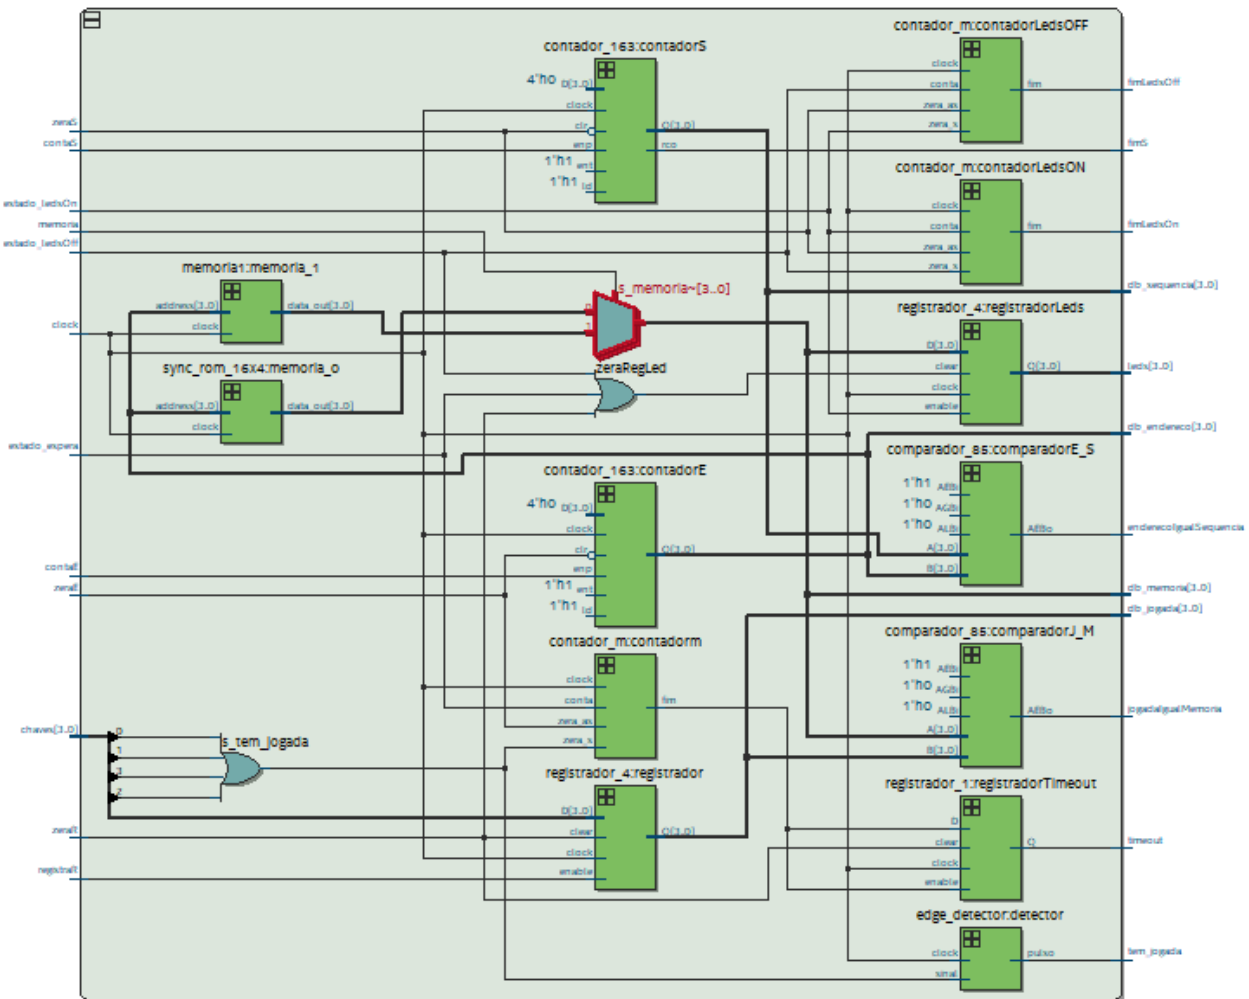 contador_m:contadorLedsOFF
clock
conta
zera_as
zera_s
fim
fimLedsOff
contador_163:contadorS
4'h0 D[3..0]
clock
clr
enp
1'h1 ent
1'h1 ld
Q[3..0]
rco
zeraS
contaS
fimS
contador_m:contadorLedsON
clock
conta
zera_as
zera_s
fim
fimLedsOn
estado_ledsOn
memoria
estado_ledsOff
memoria1:memoria_1
address[3..0]
clock
data_out[3..0]
s_memoria~[3..0]
0
1
db_sequencia[3..0]
clock
registrador_4:registradorLeds
D[3..0]
clear
clock
enable
Q[3..0]
leds[3..0]
sync_rom_16x4:memoria_0
address[3..0]
clock
data_out[3..0]
zeraRegLed
db_endereco[3..0]
estado_espera
comparador_85:comparadorE_S
1'h1 AEBi
1'h0 AGBi
1'h0 ALBi
A[3..0]
B[3..0]
AEBo
enderecoIgualSequencia
contador_163:contadorE
4'h0 D[3..0]
clock
clr
enp
1'h1 ent
1'h1 ld
Q[3..0]
contaE
zeraE
db_memoria[3..0]
db_jogada[3..0]
contador_m:contadorm
clock
conta
zera_as
zera_s
fim
comparador_85:comparadorJ_M
1'h1 AEBi
1'h0 AGBi
1'h0 ALBi
A[3..0]
B[3..0]
AEBo
jogadaIgualMemoria
chaves[3..0]
0
1
3
2
s_tem_jogada
registrador_4:registrador
D[3..0]
clear
clock
enable
Q[3..0]
zeraR
registraR
registrador_1:registradorTimeout
D
clear
clock
enable
Q
timeout
edge_detector:detector
clock
sinal
pulso
tem_jogada